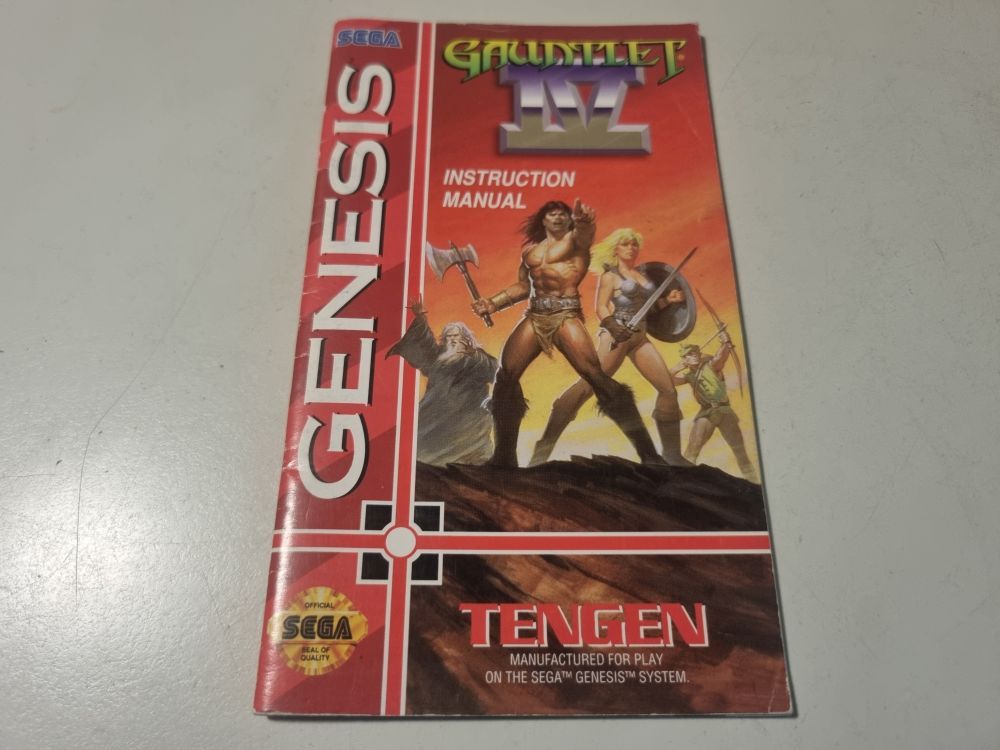 SEGA
GENESIS
GAUNTLET®
IV
INSTRUCTION
MANUAL
OFFICIAL
SEGA
SEAL OF
QUALITY
TENGEN
MANUFACTURED FOR PLAY
ON THE SEGA™ GENESIS™ SYSTEM.